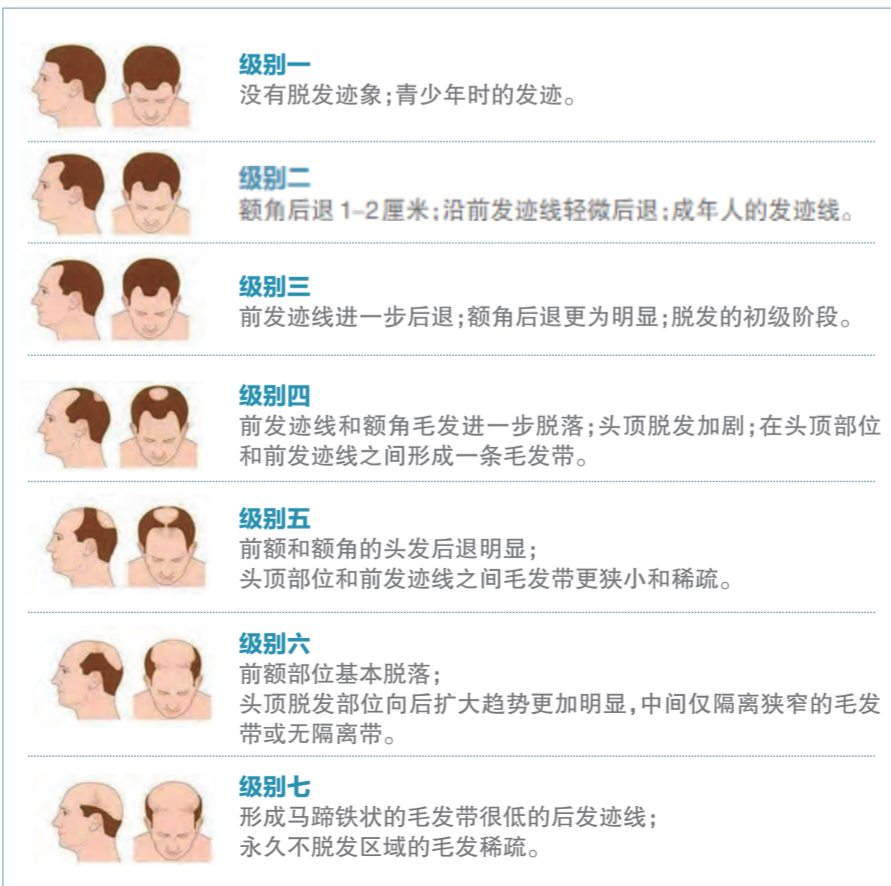 级别一
没有脱发迹象;青少年时的发迹。
级别二
额角后退1-2厘米;沿前发迹线轻微后退;成年人的发迹线。
级别三
前发迹线进一步后退;额角后退更为明显;脱发的初级阶段。
级别四
前发迹线和额角毛发进一步脱落;头顶脱发加剧;在头顶部位
和前发迹线之间形成一条毛发带。
级别五
前额和额角的头发后退明显;
头顶部位和前发迹线之间毛发带更狭小和稀疏。
级别六
前额部位基本脱落;
头顶脱发部位向后扩大趋势更加明显,中间仅隔离狭窄的毛发
带或无隔离带。
级别七
形成马蹄铁状的毛发带很低的后发迹线;
永久不脱发区域的毛发稀疏。